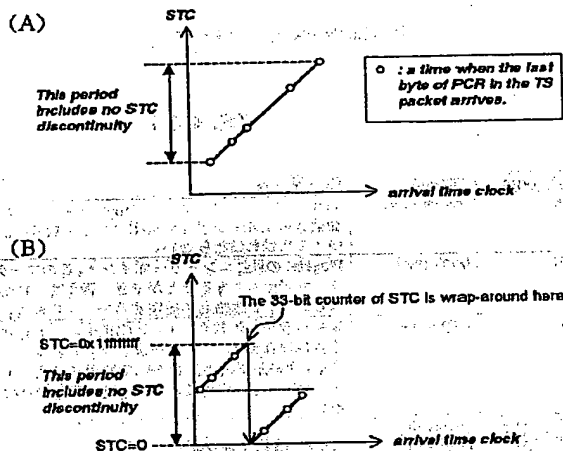 (A)
STC
This period
includes no STC
discontinuity
o : a time when the last
byte of PCR in the TS
packet arrives.
arrival time clock
(B)
STC
The 33-bit counter of STC is wrap-around here
STC=0x1ffffffff
This period
includes no STC
discontinuity
STC=0
arrival time clock